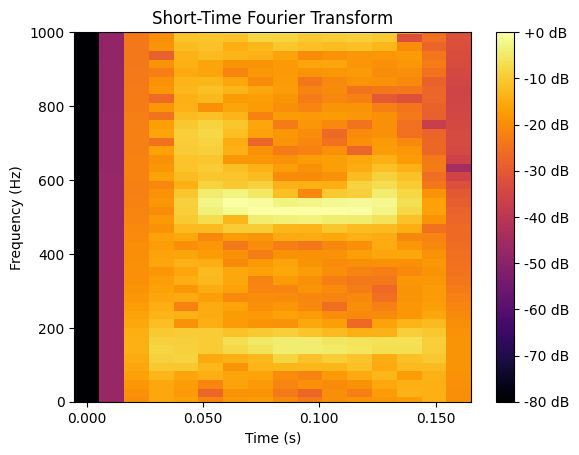 Short-Time Fourier Transform
Frequency (Hz)
1000
800
600
400
200
0
0.000
0.050
0.100
0.150
Time (s)
+0 dB
-10 dB
-20 dB
-30 dB
-40 dB
-50 dB
-60 dB
-70 dB
-80 dB